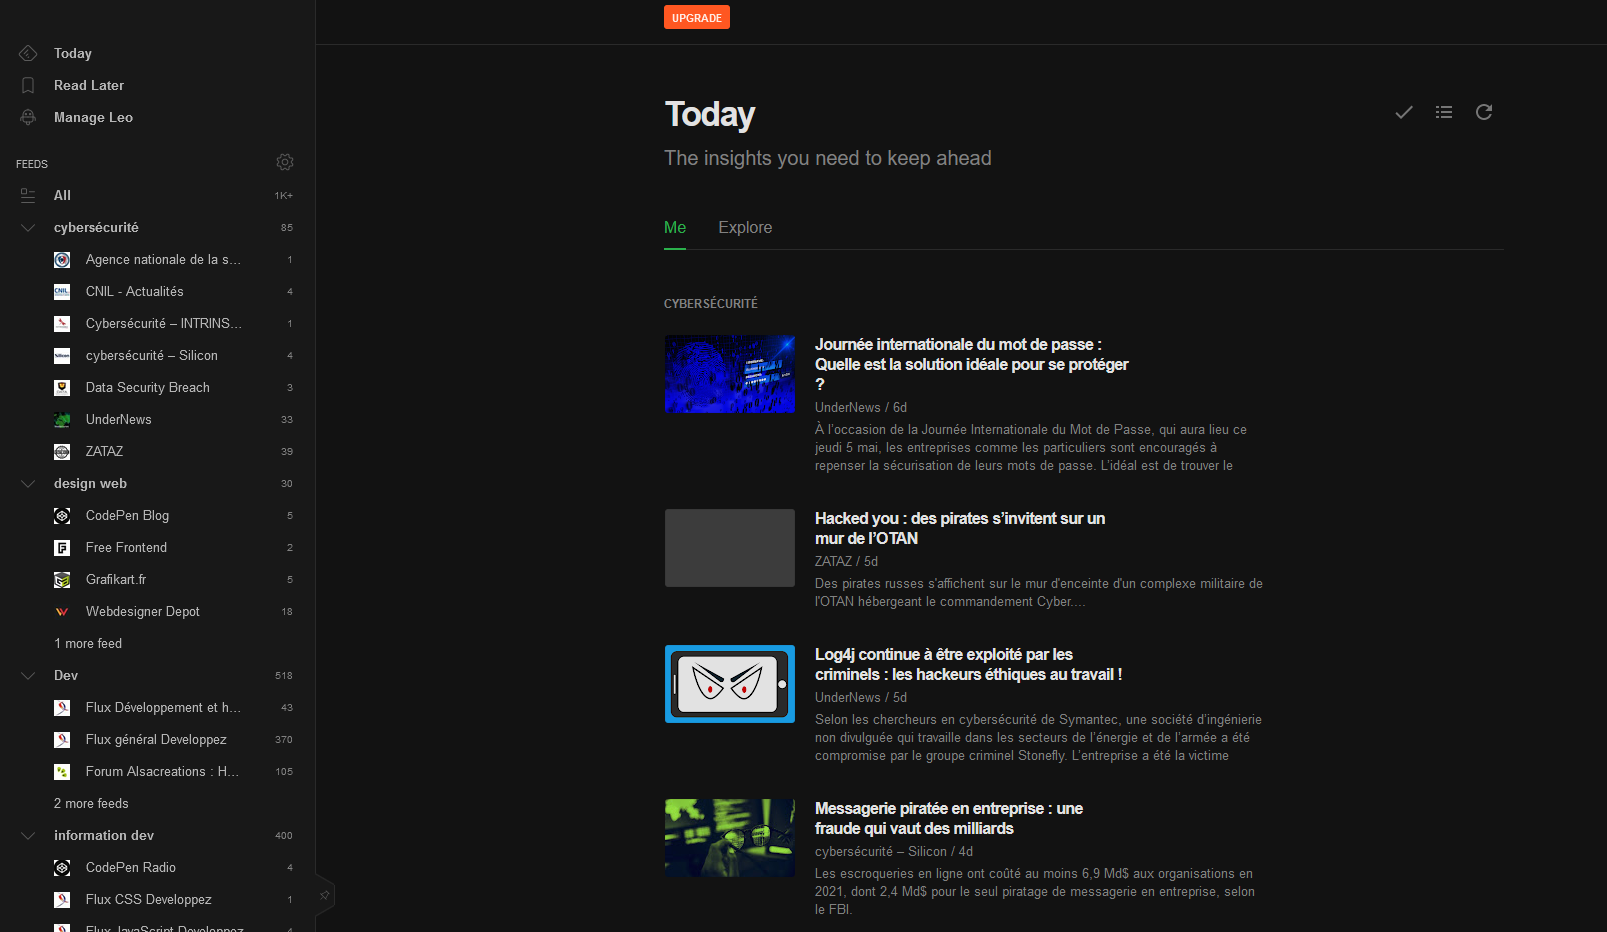 Today
Read Later
Manage Leo
FEEDS
All 1K+
cybersécurité 85
Agence nationale de la s... 1
CNIL - Actualités 4
Cybersécurité – INTRINS... 1
cybersécurité – Silicon 4
Data Security Breach 3
UnderNews 33
ZATAZ 39
design web 30
CodePen Blog 5
Free Frontend 2
Grafikart.fr 5
Webdesigner Depot 18
1 more feed
Dev 518
Flux Développement et h... 43
Flux général Developpez 370
Forum Alsacreations : H... 105
2 more feeds
information dev 400
CodePen Radio 4
Flux CSS Developpez 1
Flux JavaScript Developpez 4
UPGRADE
Today
The insights you need to keep ahead
Me Explore
CYBERSÉCURITÉ
Journée internationale du mot de passe :
Quelle est la solution idéale pour se protéger
?
UnderNews / 6d
À l’occasion de la Journée Internationale du Mot de Passe, qui aura lieu ce
jeudi 5 mai, les entreprises comme les particuliers sont encouragés à
repenser la sécurisation de leurs mots de passe. L’idéal est de trouver le
Hacked you : des pirates s’invitent sur un
mur de l’OTAN
ZATAZ / 5d
Des pirates russes s'affichent sur le mur d'enceinte d'un complexe militaire de
l'OTAN hébergeant le commandement Cyber....
Log4j continue à être exploité par les
criminels : les hackeurs éthiques au travail !
UnderNews / 5d
Selon les chercheurs en cybersécurité de Symantec, une société d’ingénierie
non divulguée qui travaille dans les secteurs de l’énergie et de l’armée a été
compromise par le groupe criminel Stonefly. L’entreprise a été la victime
Messagerie piratée en entreprise : une
fraude qui vaut des milliards
cybersécurité – Silicon / 4d
Les escroqueries en ligne ont coûté au moins 6,9 Md$ aux organisations en
2021, dont 2,4 Md$ pour le seul piratage de messagerie en entreprise, selon
le FBI.